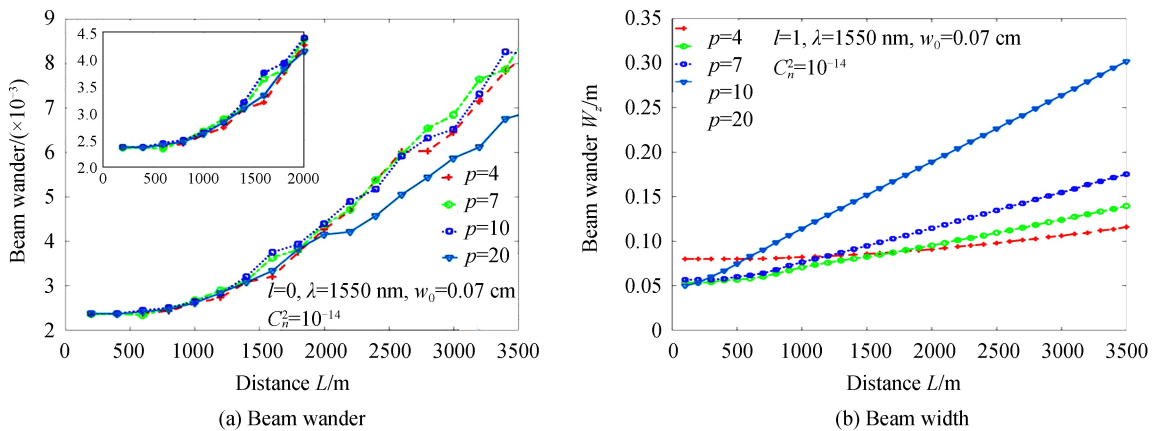 9
8
7
6
5
4
3
2
Beam wander/(×10⁻³)
4.5
4.0
3.5
3.0
2.5
2.0
0 500 1000 1500 2000
p=4
p=7
p=10
p=20
l=0, λ=1550 nm, w₀=0.07 cm
Cₙ²=10⁻¹⁴
0 500 1000 1500 2000 2500 3000 3500
Distance L/m
(a) Beam wander
0.35
0.30
0.25
0.20
0.15
0.10
0.05
0
Beam wander W_z/m
p=4
p=7
p=10
p=20
l=1, λ=1550 nm, w₀=0.07 cm
Cₙ²=10⁻¹⁴
0 500 1000 1500 2000 2500 3000 3500
Distance L/m
(b) Beam width